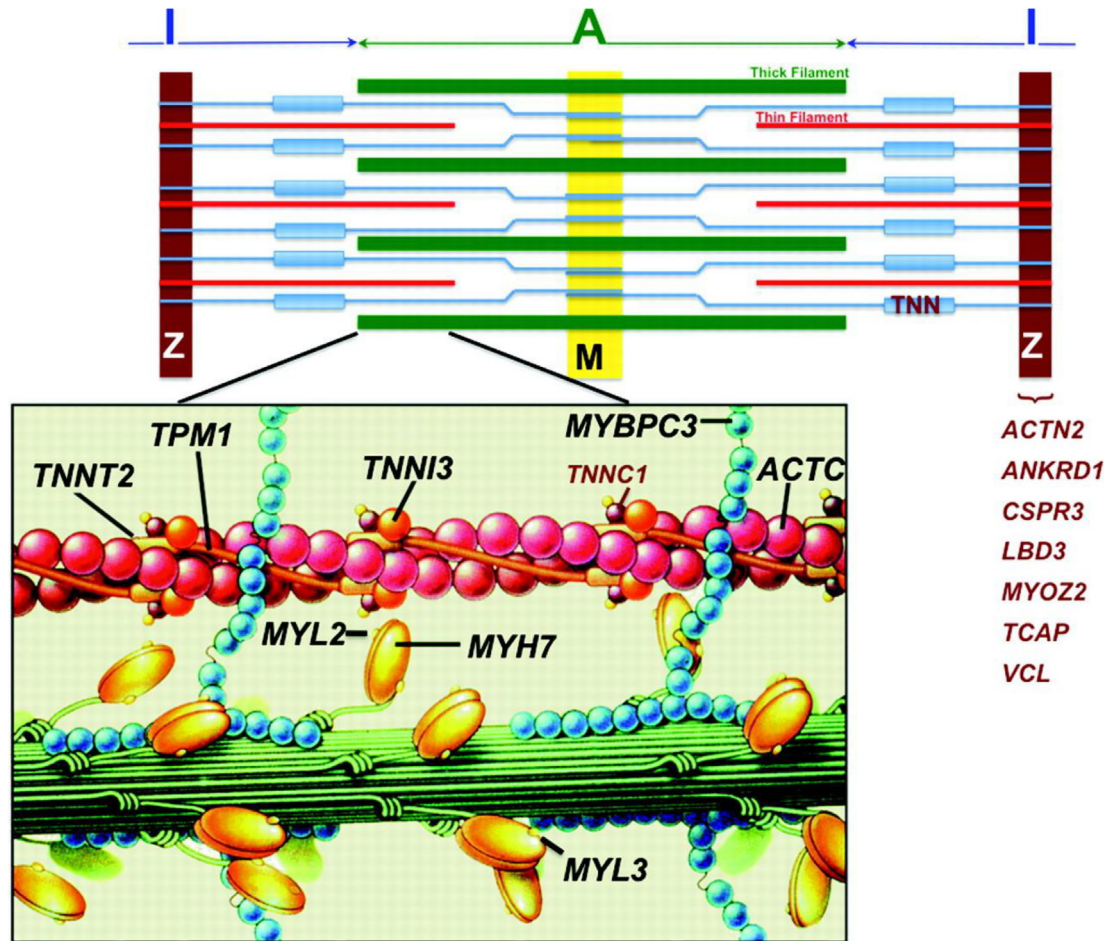 I A I
Thick Filament
Thin Filament
TNN
Z M Z
MYBPC3
TPM1
TNNT2 TNNI3 TNNC1 ACTC
MYL2 MYH7
MYL3
ACTN2
ANKRD1
CSPR3
LBD3
MYOZ2
TCAP
VCL